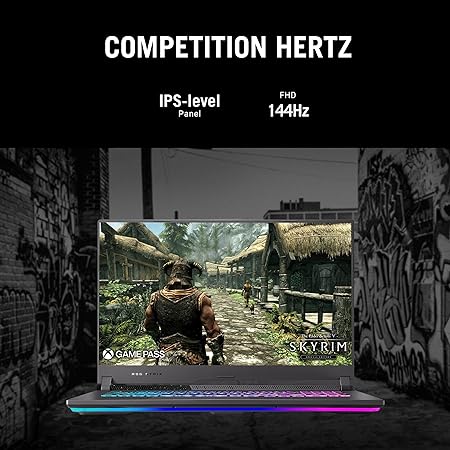 COMPETITION HERTZ
IPS-level
Panel
FHD
144Hz
GAME PASS
SKYRIM